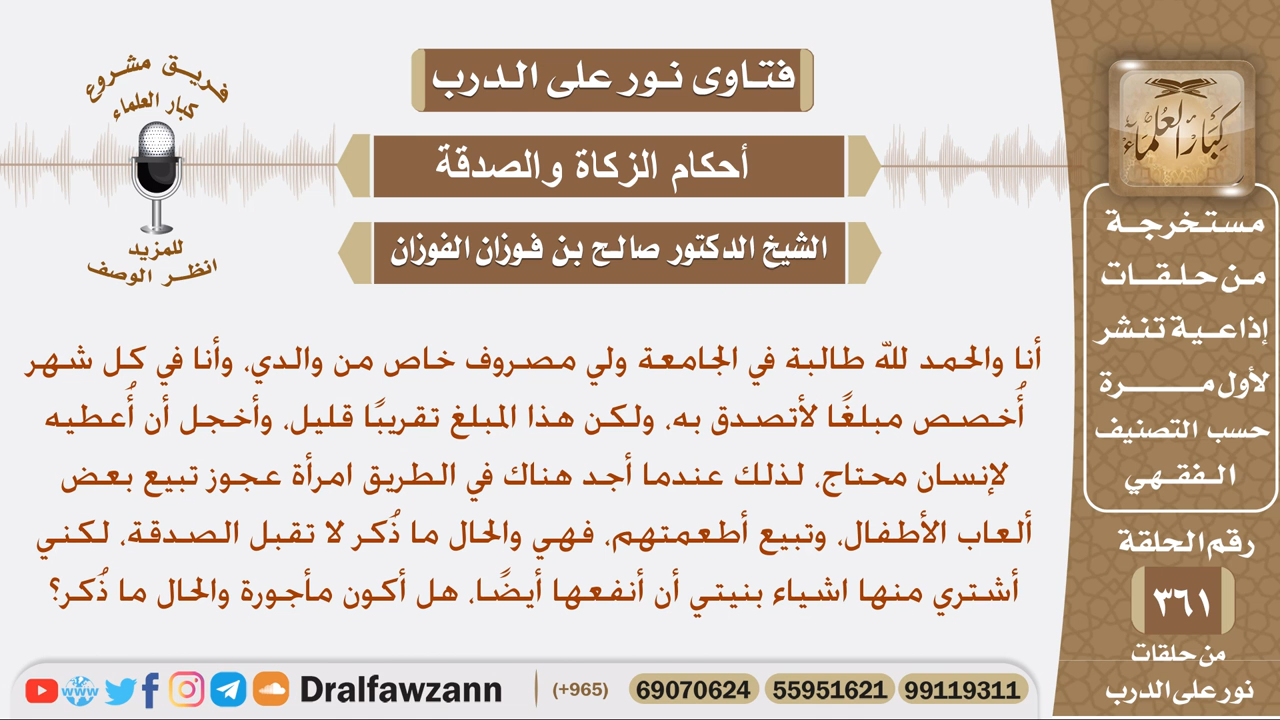 فتاوى نور على الدرب
أحكام الزكاة والصدقة
الشيخ الدكتور صالح بن فوزان الفوزان
فريق مشروع
كبار العلماء
للمزيد
انظر الوصف
أنا والحمد لله طالبة في الجامعة ولي مصروف خاص من والدي، وأنا في كل شهر
أُخصص مبلغًا لأتصدق به، ولكن هذا المبلغ تقريبًا قليل، وأخجل أن أُعطيه
لإنسان محتاج، لذلك عندما أجد هناك في الطريق امرأة عجوز تبيع بعض
ألعاب الأطفال، وتبيع أطعمتهم، فهي والحال ما ذُكر لا تقبل الصدقة، لكني
أشتري منها اشياء بنيتي أن أنفعها أيضًا، هل أكون مأجورة والحال ما ذُكر؟
كبار العلماء
مستخرجة
من حلقات
إذاعية تنشر
لأول مرة
حسب التصنيف
الفقهي
رقم الحلقة
٣٦١
من حلقات
نور على الدرب
www Dralfawzann (+965) 69070624 55951621 99119311